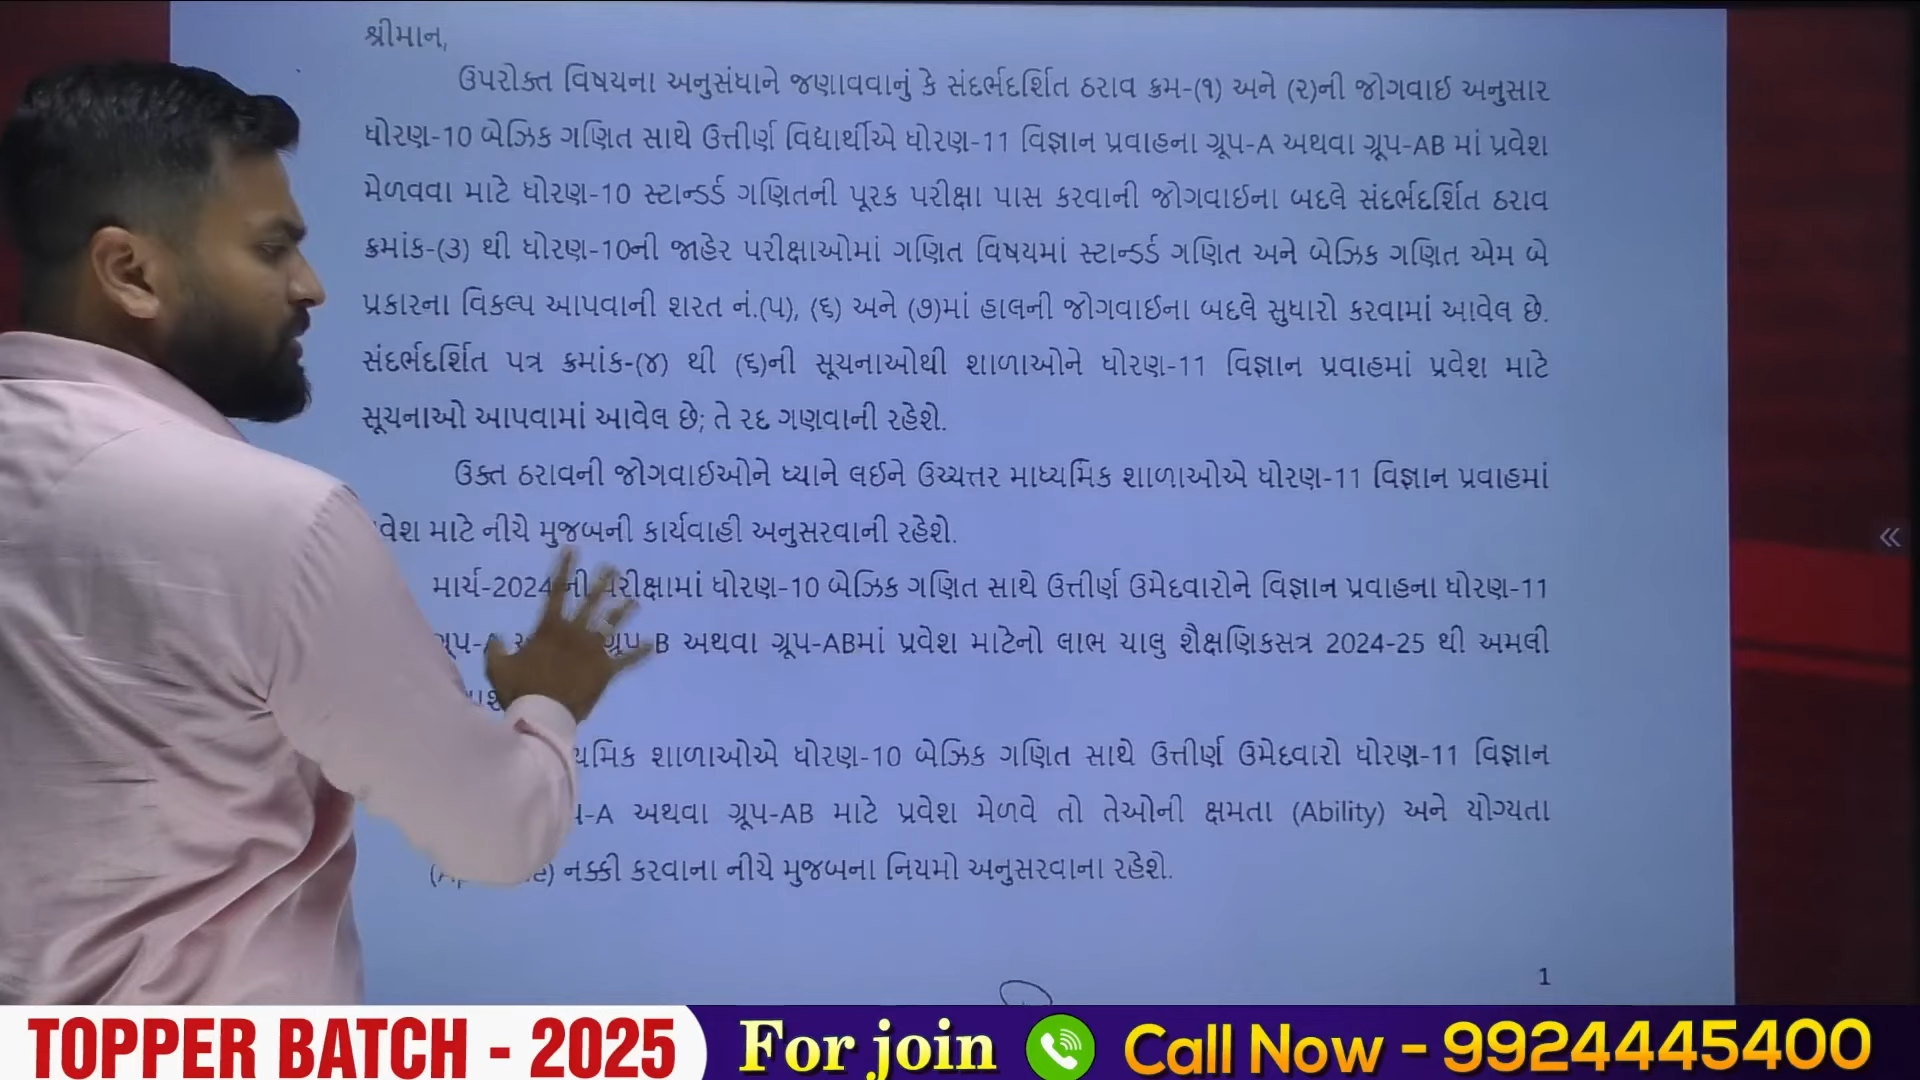 શ્રીમાન,
ઉપરોક્ત વિષયના અનુસંધાને જણાવવાનું કે સંદર્ભદર્શિત ઠરાવ ક્રમ-(૧) અને (૨)ની જોગવાઈ અનુસાર
ધોરણ-10 બેઝિક ગણિત સાથે ઉત્તીર્ણ વિદ્યાર્થીએ ધોરણ-11 વિજ્ઞાન પ્રવાહના ગ્રૂપ-A અથવા ગ્રૂપ-AB માં પ્રવેશ
મેળવવા માટે ધોરણ-10 સ્ટાન્ડર્ડ ગણિતની પૂરક પરીક્ષા પાસ કરવાની જોગવાઈના બદલે સંદર્ભદર્શિત ઠરાવ
ક્રમાંક-(૩) થી ધોરણ-10ની જાહેર પરીક્ષાઓમાં ગણિત વિષયમાં સ્ટાન્ડર્ડ ગણિત અને બેઝિક ગણિત એમ બે
પ્રકારના વિકલ્પ આપવાની શરત નં.(૫), (૬) અને (૭)માં હાલની જોગવાઈના બદલે સુધારો કરવામાં આવેલ છે.
સંદર્ભદર્શિત પત્ર ક્રમાંક-(૪) થી (૬)ની સૂચનાઓથી શાળાઓને ધોરણ-11 વિજ્ઞાન પ્રવાહમાં પ્રવેશ માટે
સૂચનાઓ આપવામાં આવેલ છે; તે રદ ગણવાની રહેશે.
ઉક્ત ઠરાવની જોગવાઈઓને ધ્યાને લઈને ઉચ્ચત્તર માધ્યમિક શાળાઓએ ધોરણ-11 વિજ્ઞાન પ્રવાહમાં
માટે નીચે મુજબની કાર્યવાહી અનુસરવાની રહેશે.
માર્ચ-2024 ની પરીક્ષામાં ધોરણ-10 બેઝિક ગણિત સાથે ઉત્તીર્ણ ઉમેદવારોને વિજ્ઞાન પ્રવાહના ધોરણ-11
ગ્રૂપ-B અથવા ગ્રૂપ-ABમાં પ્રવેશ માટેનો લાભ ચાલુ શૈક્ષણિકસત્ર 2024-25 થી અમલી
શાળાઓએ ધોરણ-10 બેઝિક ગણિત સાથે ઉત્તીર્ણ ઉમેદવારો ધોરણ-11 વિજ્ઞાન
-A અથવા ગ્રૂપ-AB માટે પ્રવેશ મેળવે તો તેઓની ક્ષમતા (Ability) અને યોગ્યતા
નક્કી કરવાના નીચે મુજબના નિયમો અનુસરવાના રહેશે.
1
TOPPER BATCH - 2025 For join Call Now - 9924445400